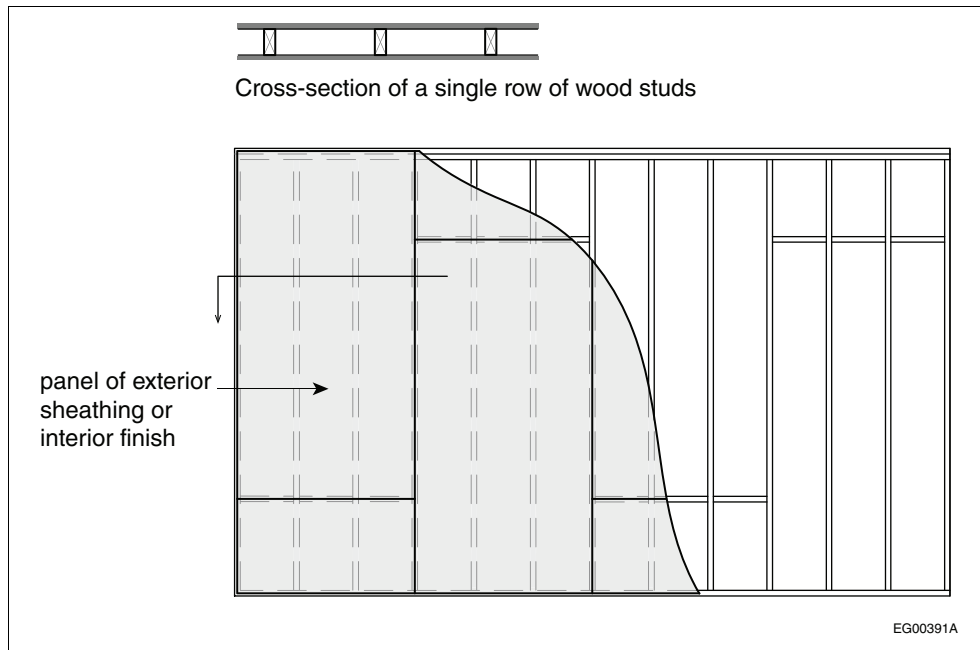 Cross-section of a single row of wood studs
panel of exterior
sheathing or
interior finish
EG00391A